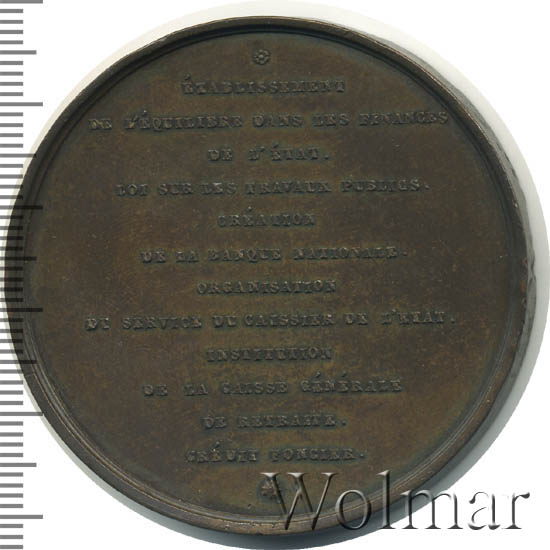 ÉTABLISSEMENT
DE L'ÉQUILIBRE DANS LES FINANCES
DE L'ÉTAT.
LOI SUR LES TRAVAUX PUBLICS.
CRÉATION
DE LA BANQUE NATIONALE.
ORGANISATION
DU SERVICE DU CAISSIER DE L'ETAT.
INSTITUTION
DE LA CAISSE GÉNÉRALE
DE RETRAITE.
CRÉDIT FONCIER.
Wolmar